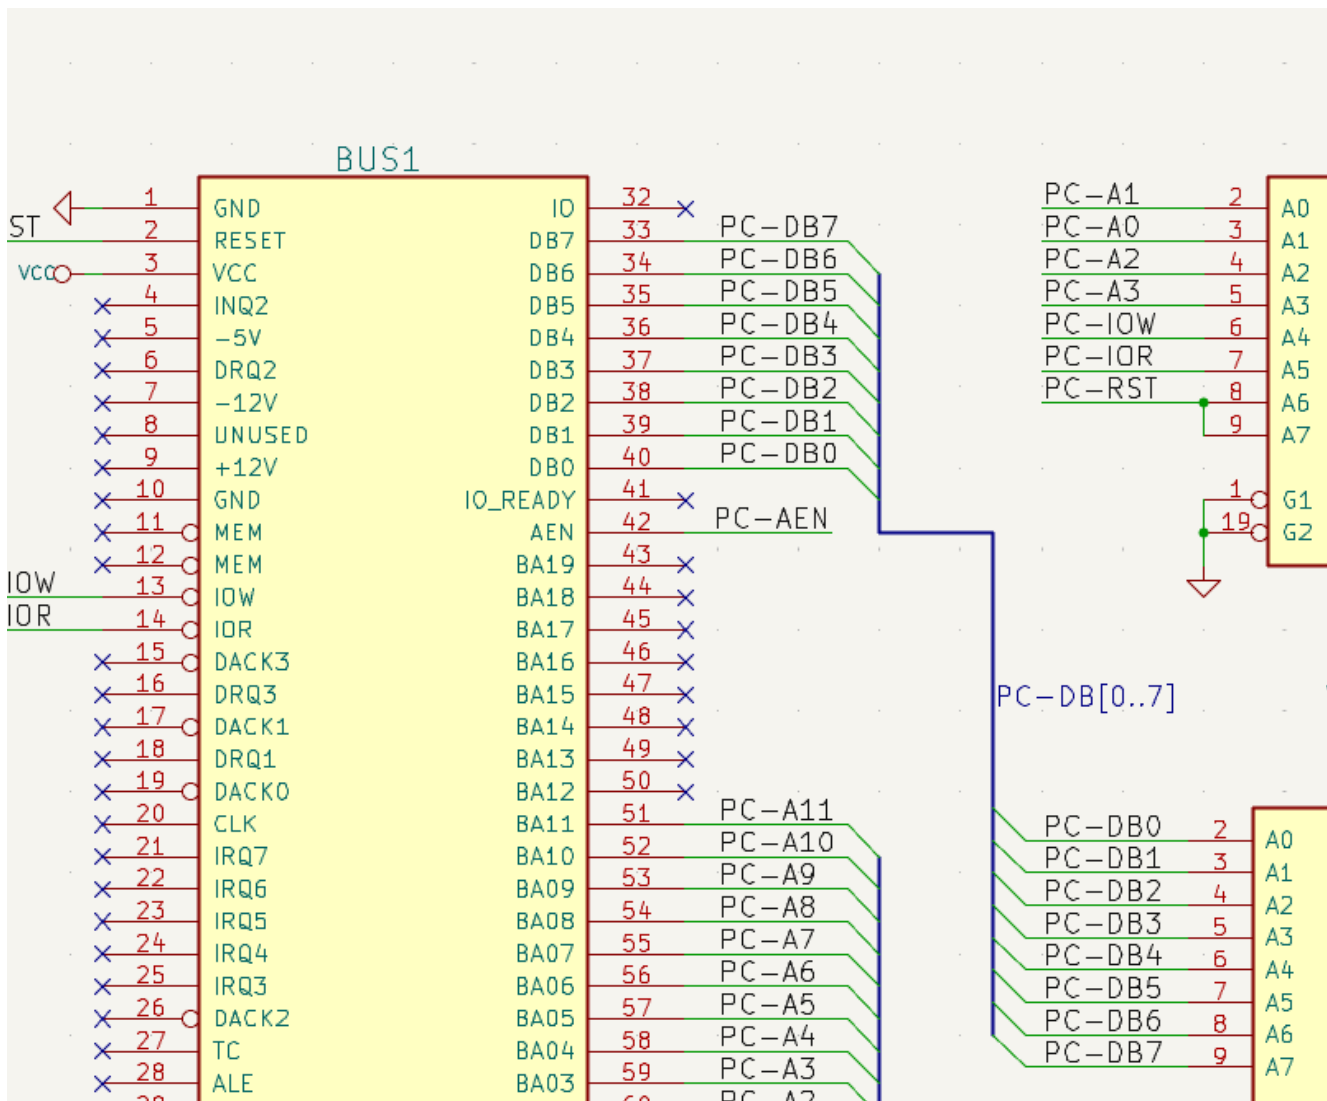 BUS1
1 GND IO 32
ST 2 RESET DB7 33 PC-DB7
VCC 3 VCC DB6 34 PC-DB6
4 INQ2 DB5 35 PC-DB5
5 -5V DB4 36 PC-DB4
6 DRQ2 DB3 37 PC-DB3
7 -12V DB2 38 PC-DB2
8 UNUSED DB1 39 PC-DB1
9 +12V DB0 40 PC-DB0
10 GND IO_READY 41
11 MEM AEN 42 PC-AEN
12 MEM BA19 43
IOW 13 IOW BA18 44
IOR 14 IOR BA17 45
15 DACK3 BA16 46
16 DRQ3 BA15 47
17 DACK1 BA14 48
18 DRQ1 BA13 49
19 DACK0 BA12 50
20 CLK BA11 51 PC-A11
21 IRQ7 BA10 52 PC-A10
22 IRQ6 BA09 53 PC-A9
23 IRQ5 BA08 54 PC-A8
24 IRQ4 BA07 55 PC-A7
25 IRQ3 BA06 56 PC-A6
26 DACK2 BA05 57 PC-A5
27 TC BA04 58 PC-A4
28 ALE BA03 59 PC-A3
PC-A1 2 A0
PC-A0 3 A1
PC-A2 4 A2
PC-A3 5 A3
PC-IOW 6 A4
PC-IOR 7 A5
PC-RST 8 A6
9 A7
1 G1
19 G2
PC-DB[0..7]
PC-DB0 2 A0
PC-DB1 3 A1
PC-DB2 4 A2
PC-DB3 5 A3
PC-DB4 6 A4
PC-DB5 7 A5
PC-DB6 8 A6
PC-DB7 9 A7